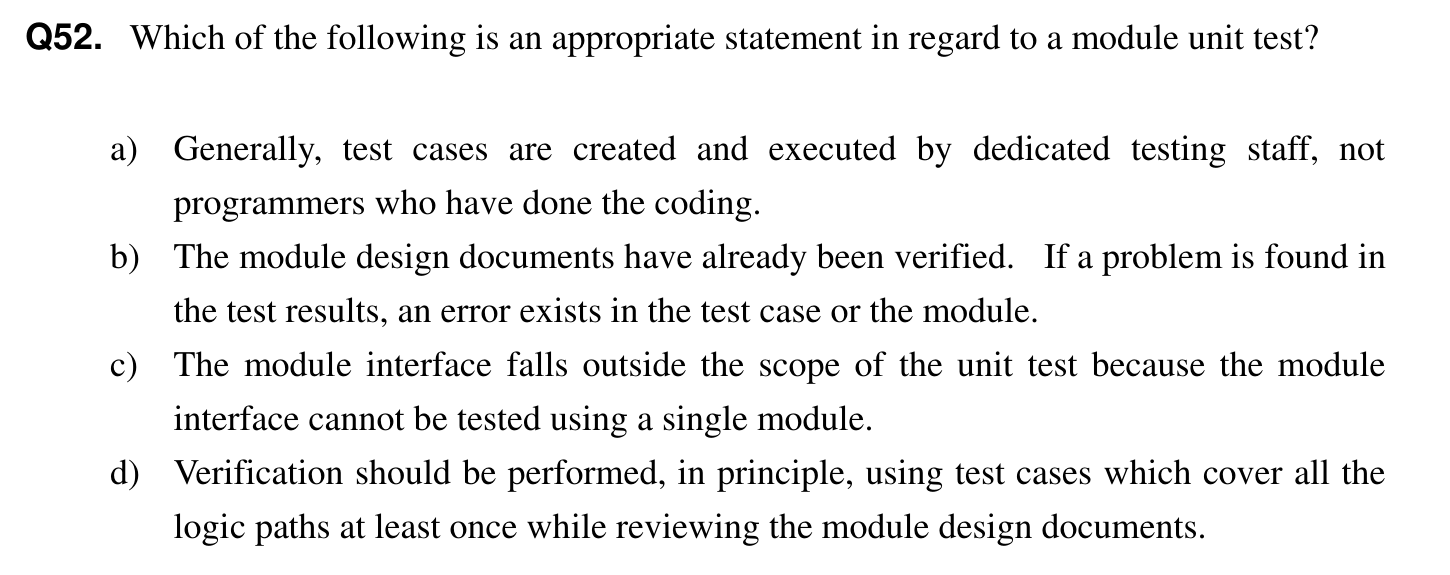 Q52. Which of the following is an appropriate statement in regard to a module unit test?
a) Generally, test cases are created and executed by dedicated testing staff, not
programmers who have done the coding.
b) The module design documents have already been verified. If a problem is found in
the test results, an error exists in the test case or the module.
c) The module interface falls outside the scope of the unit test because the module
interface cannot be tested using a single module.
d) Verification should be performed, in principle, using test cases which cover all the
logic paths at least once while reviewing the module design documents.